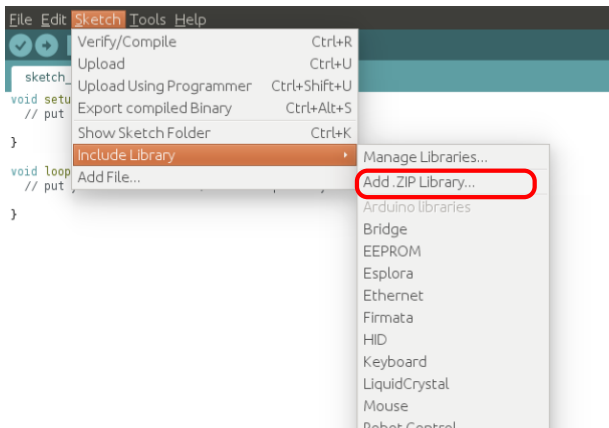 File Edit Sketch Tools Help
Verify/Compile Ctrl+R
Upload Ctrl+U
sketch_
Upload Using Programmer Ctrl+Shift+U
void setu
Export compiled Binary Ctrl+Alt+S
// put
Show Sketch Folder Ctrl+K
}
Include Library
Manage Libraries...
void loop
Add File...
// put
Add .ZIP Library...
Arduino libraries
}
Bridge
EEPROM
Esplora
Ethernet
Firmata
HID
Keyboard
LiquidCrystal
Mouse
Robot Control